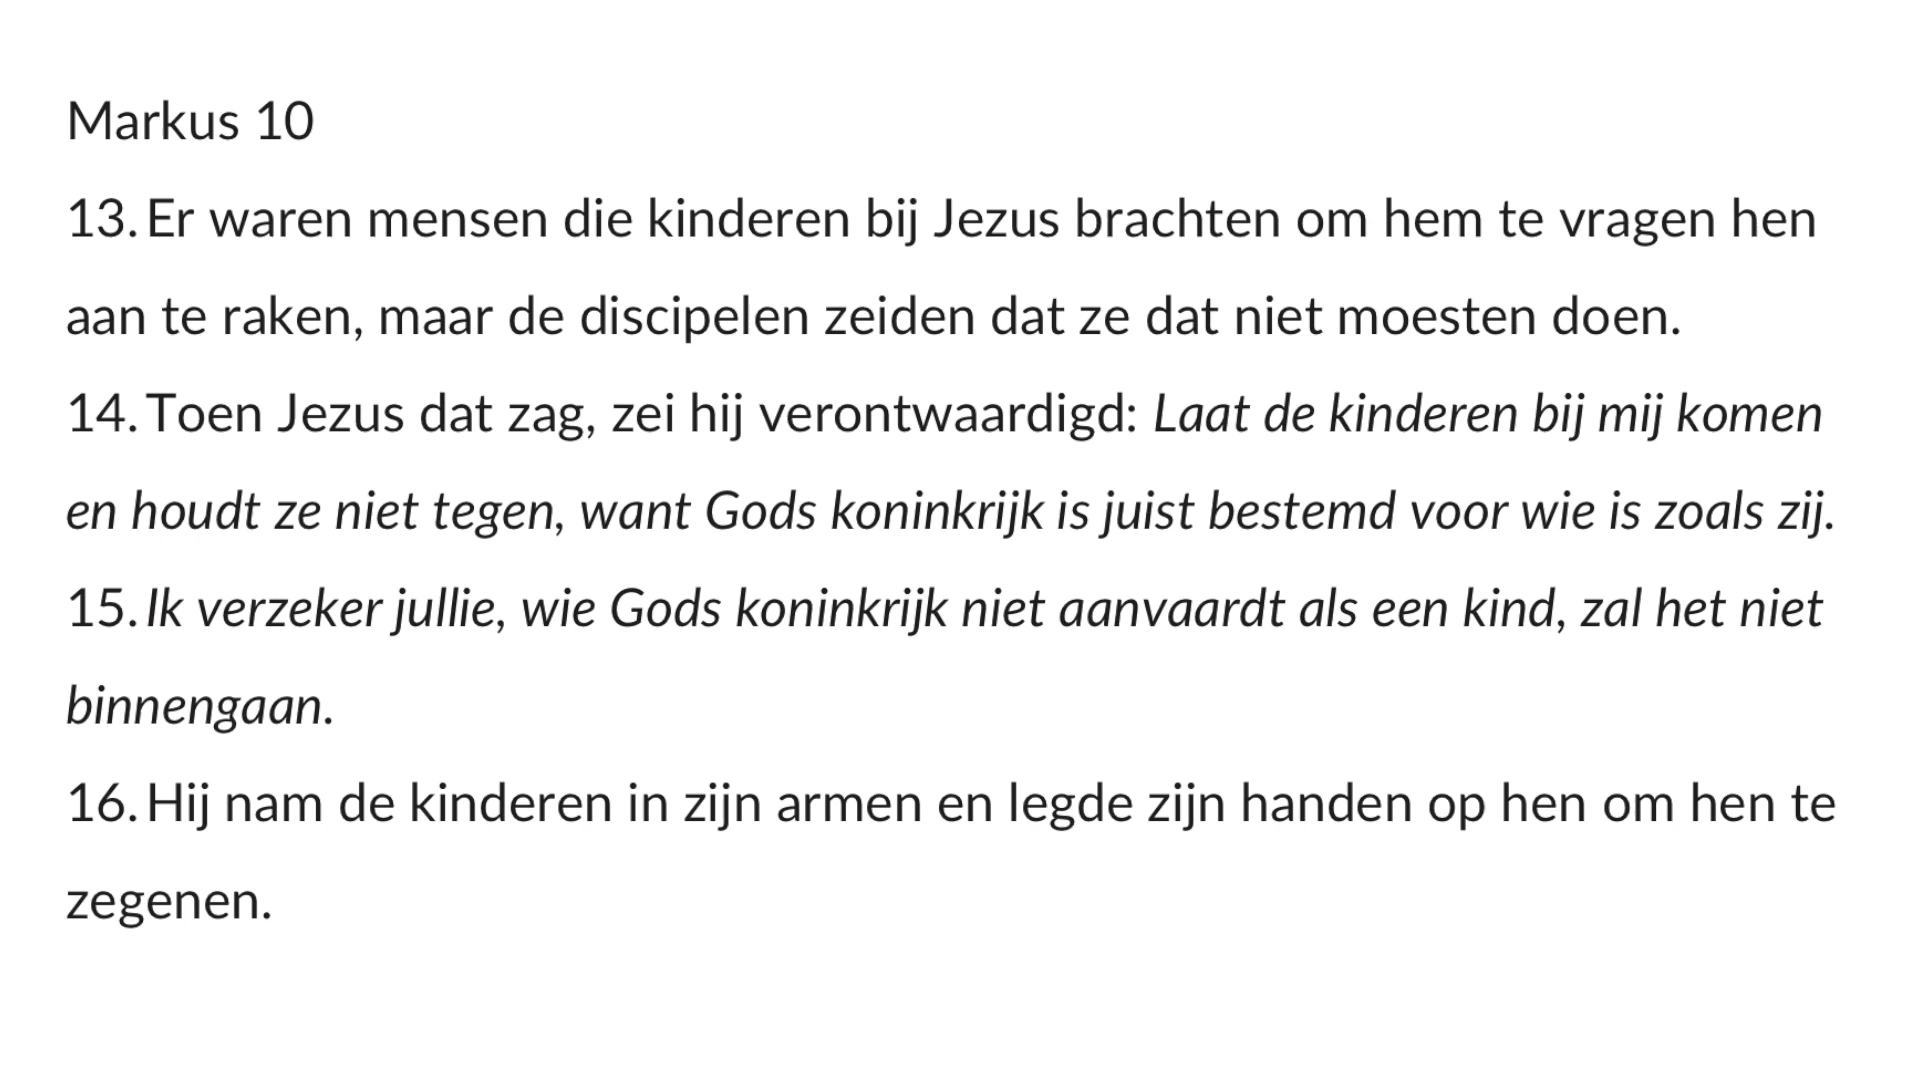 Markus 10
13. Er waren mensen die kinderen bij Jezus brachten om hem te vragen hen
aan te raken, maar de discipelen zeiden dat ze dat niet moesten doen.
14. Toen Jezus dat zag, zei hij verontwaardigd: Laat de kinderen bij mij komen
en houdt ze niet tegen, want Gods koninkrijk is juist bestemd voor wie is zoals zij.
15. Ik verzeker jullie, wie Gods koninkrijk niet aanvaardt als een kind, zal het niet
binnengaan.
16. Hij nam de kinderen in zijn armen en legde zijn handen op hen om hen te
zegenen.